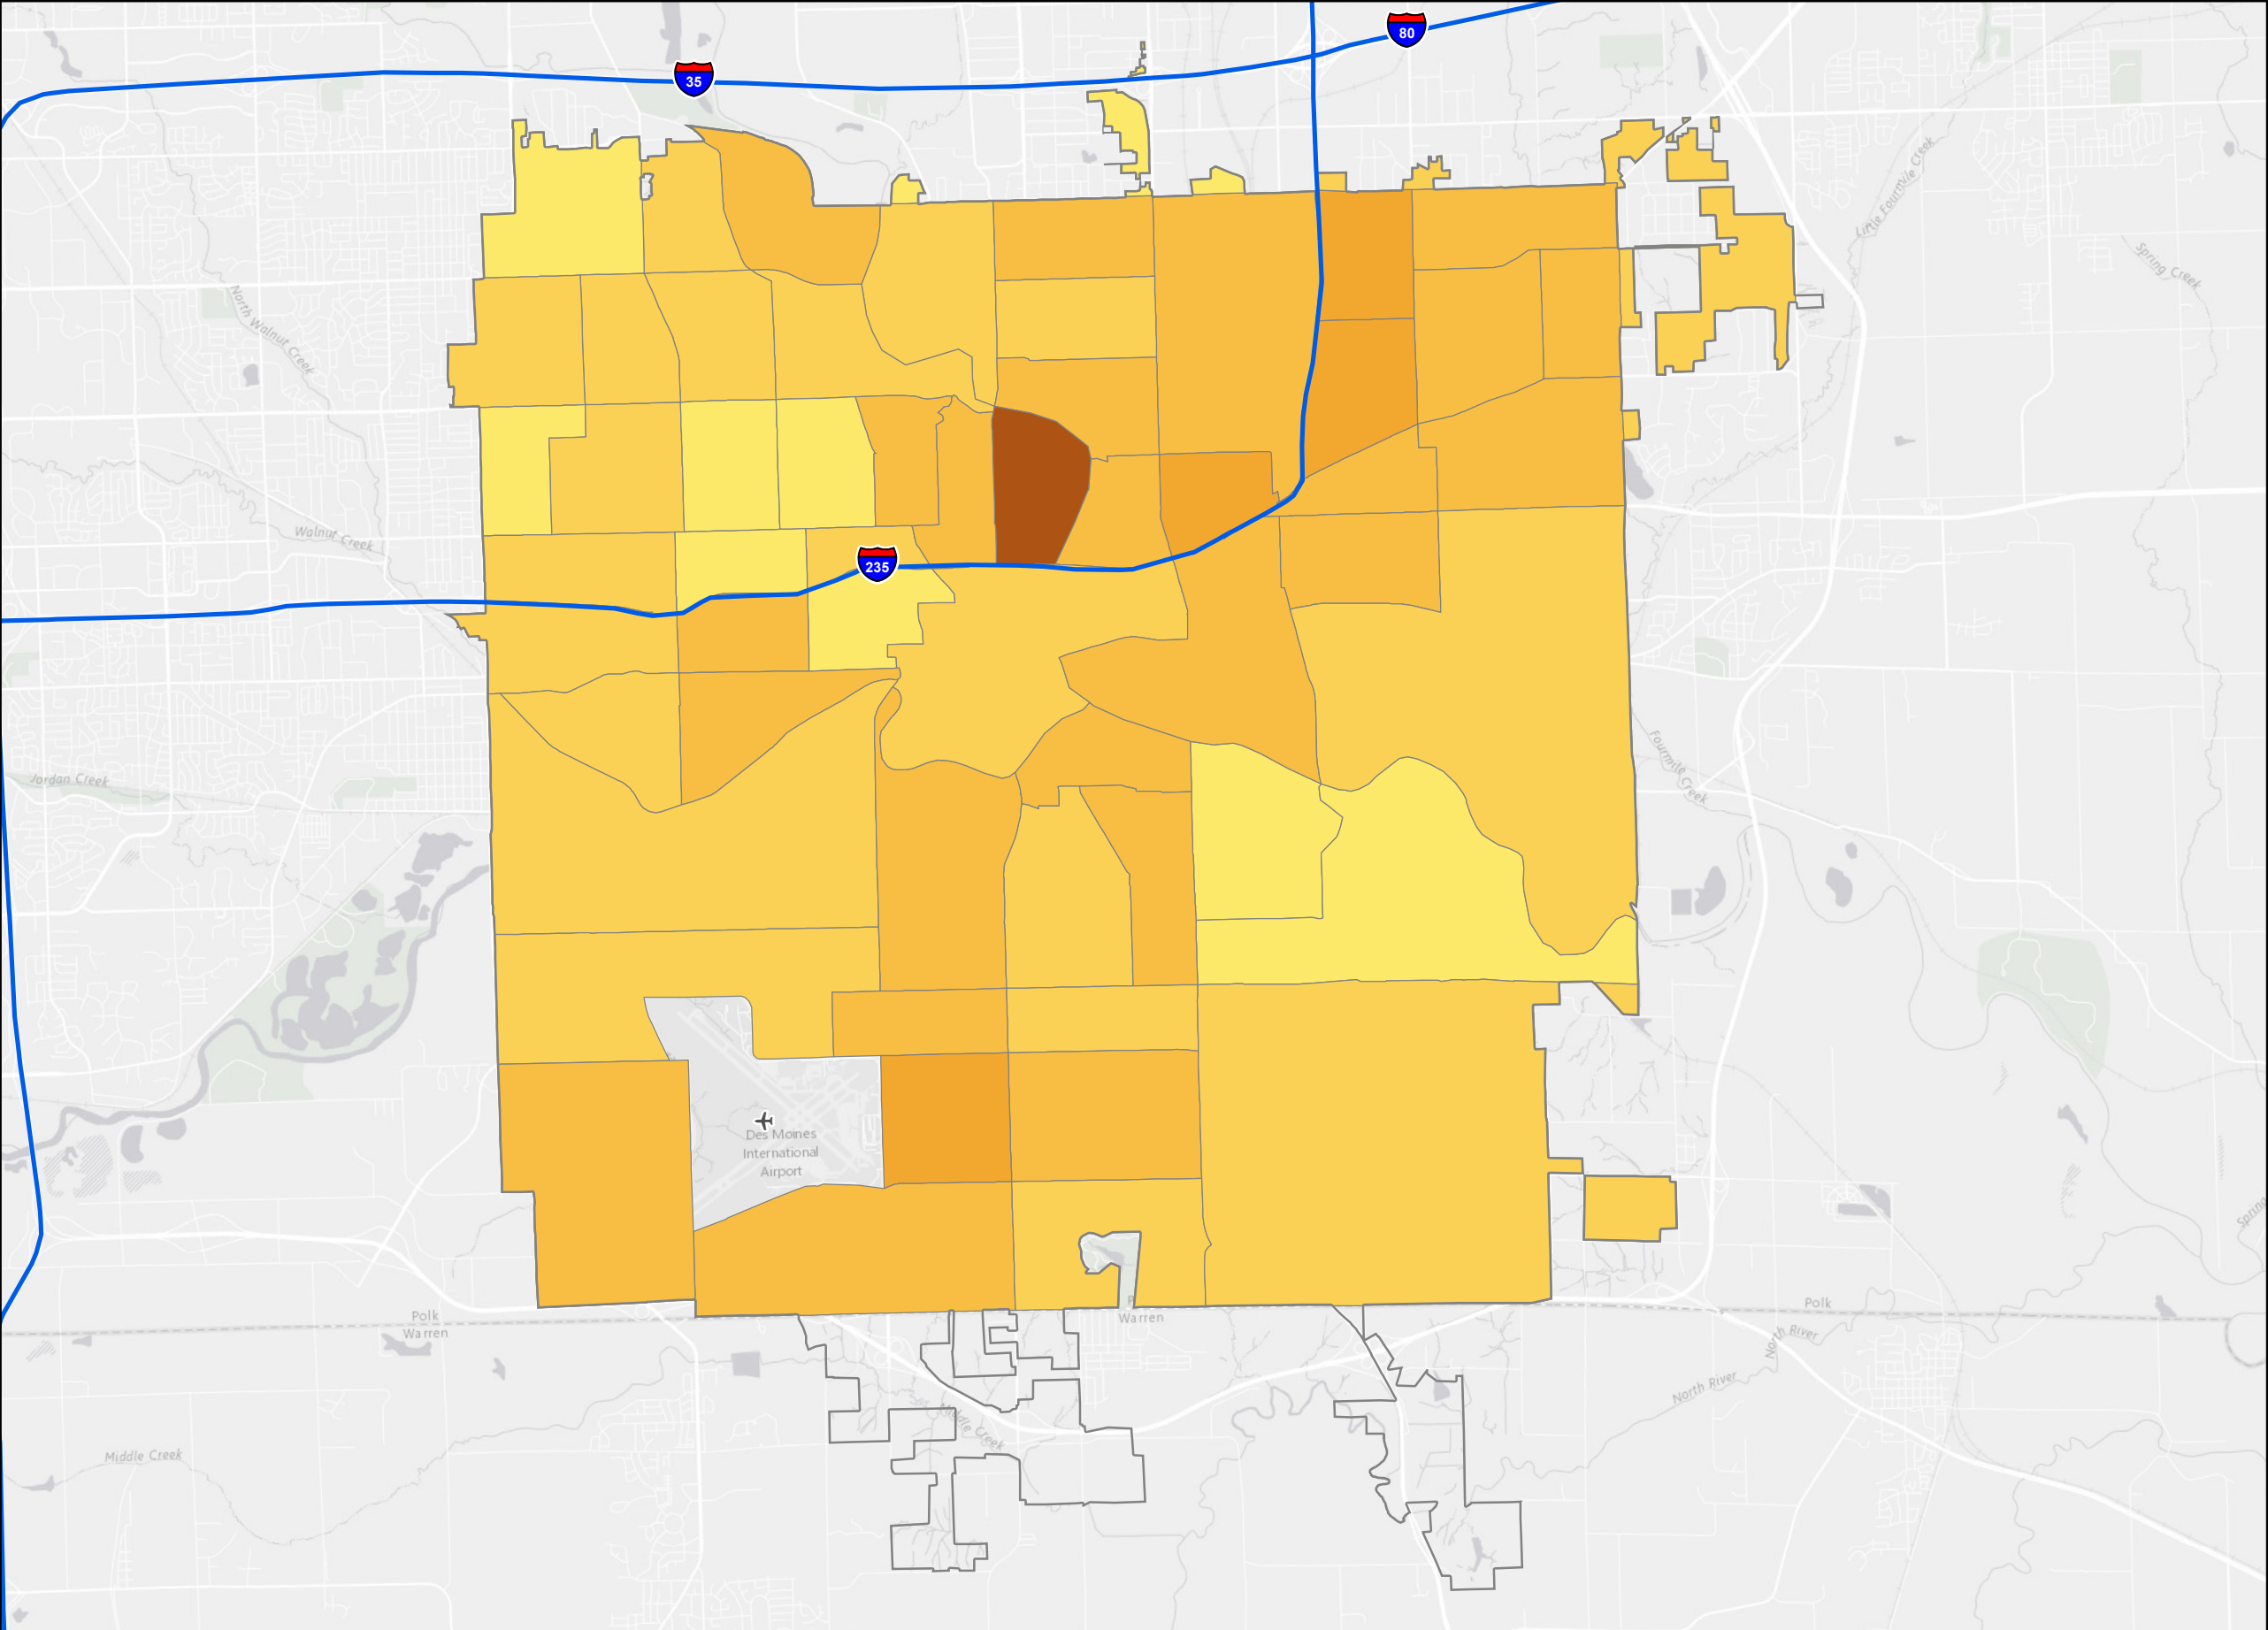 80
35
Little Fourmile Creek
Spring Creek
North Walnut Creek
Walnut Creek
235
Fourmile Creek
Jordan Creek
Des Moines
International
Airport
Polk
Warren
Polk
Warren
North River
North River
Middle Creek
Middle Creek